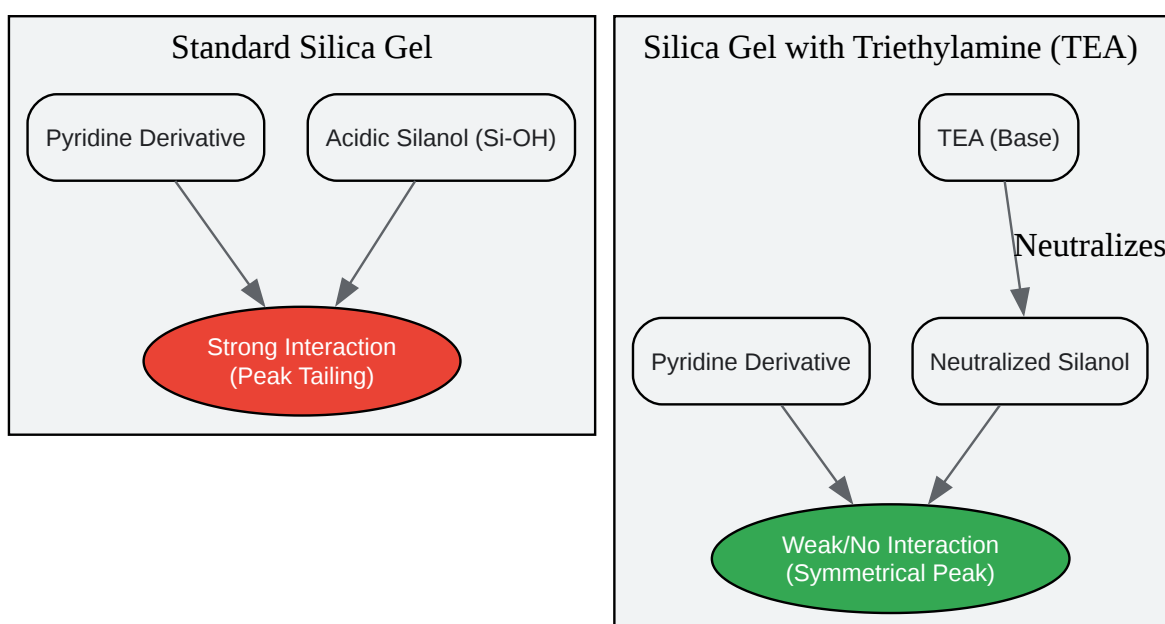 Standard Silica Gel
Pyridine Derivative
Acidic Silanol (Si-OH)
Strong Interaction
(Peak Tailing)
Silica Gel with Triethylamine (TEA)
TEA (Base)
Neutralizes
Pyridine Derivative
Neutralized Silanol
Weak/No Interaction
(Symmetrical Peak)